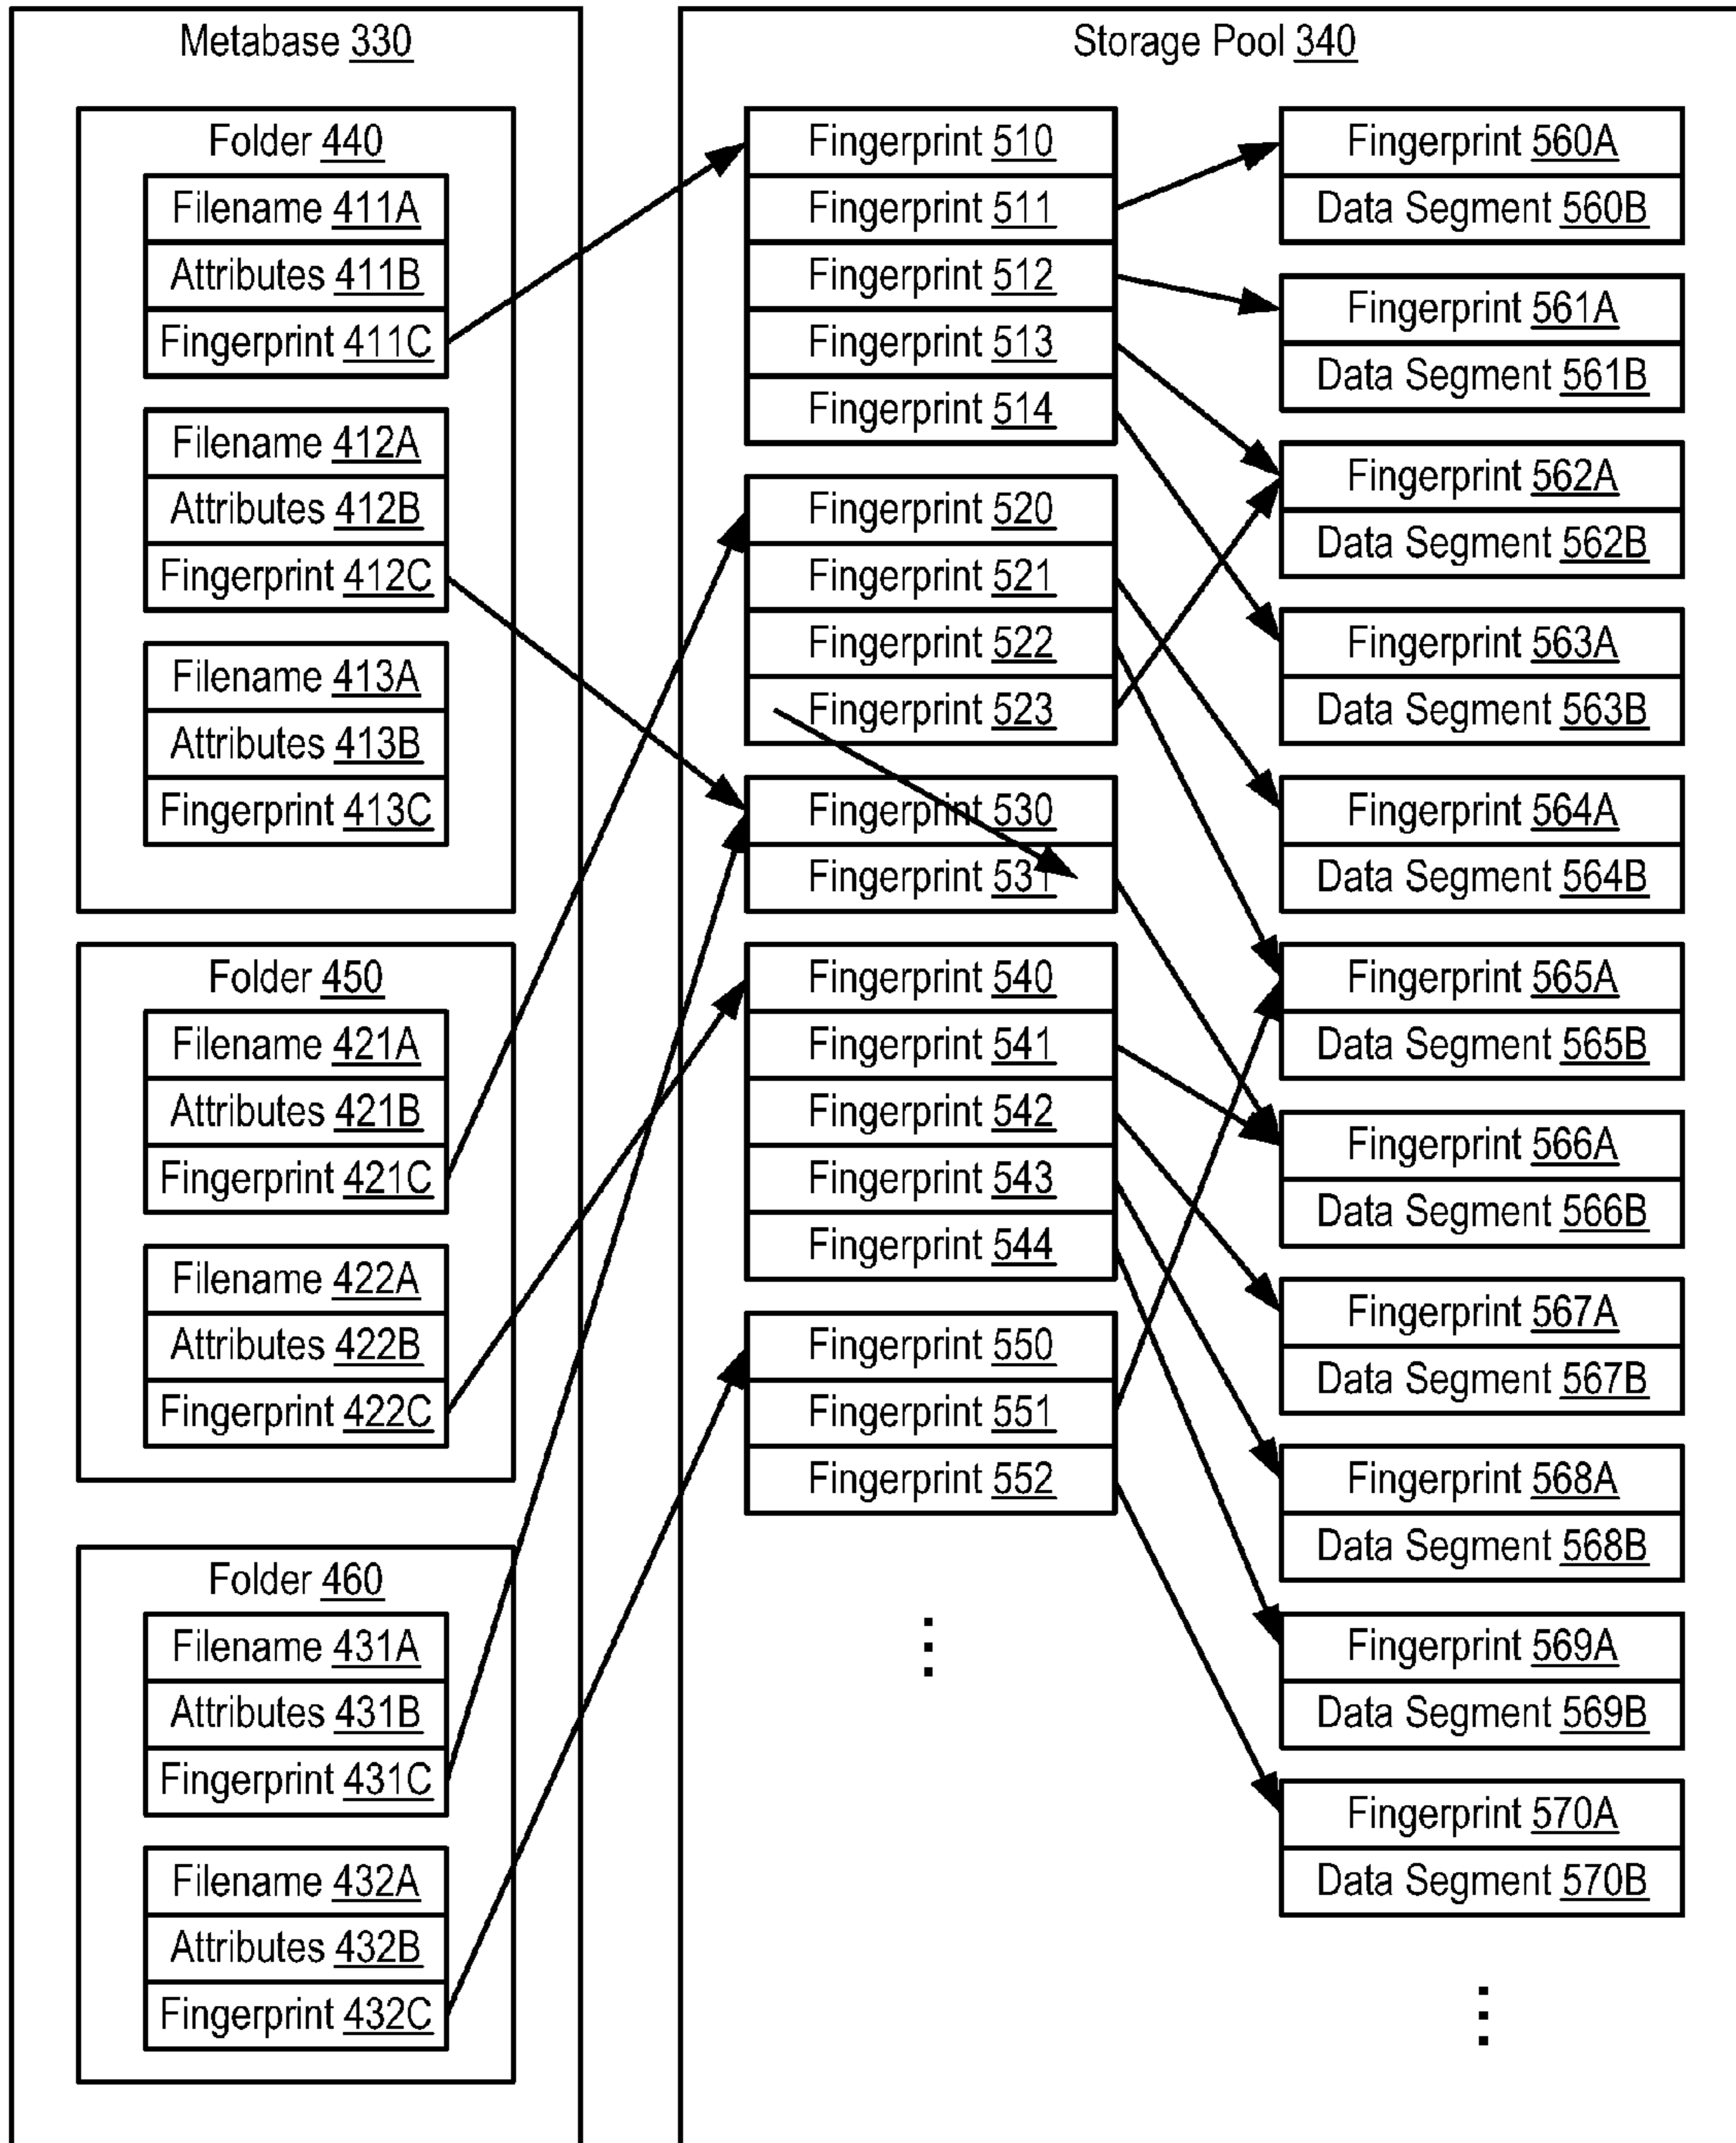 Metabase 330
Folder 440
Filename 411A
Attributes 411B
Fingerprint 411C
Filename 412A
Attributes 412B
Fingerprint 412C
Filename 413A
Attributes 413B
Fingerprint 413C
Folder 450
Filename 421A
Attributes 421B
Fingerprint 421C
Filename 422A
Attributes 422B
Fingerprint 422C
Folder 460
Filename 431A
Attributes 431B
Fingerprint 431C
Filename 432A
Attributes 432B
Fingerprint 432C
Storage Pool 340
Fingerprint 510
Fingerprint 511
Fingerprint 512
Fingerprint 513
Fingerprint 514
Fingerprint 520
Fingerprint 521
Fingerprint 522
Fingerprint 523
Fingerprint 530
Fingerprint 531
Fingerprint 540
Fingerprint 541
Fingerprint 542
Fingerprint 543
Fingerprint 544
Fingerprint 550
Fingerprint 551
Fingerprint 552
Fingerprint 560A
Data Segment 560B
Fingerprint 561A
Data Segment 561B
Fingerprint 562A
Data Segment 562B
Fingerprint 563A
Data Segment 563B
Fingerprint 564A
Data Segment 564B
Fingerprint 565A
Data Segment 565B
Fingerprint 566A
Data Segment 566B
Fingerprint 567A
Data Segment 567B
Fingerprint 568A
Data Segment 568B
Fingerprint 569A
Data Segment 569B
Fingerprint 570A
Data Segment 570B